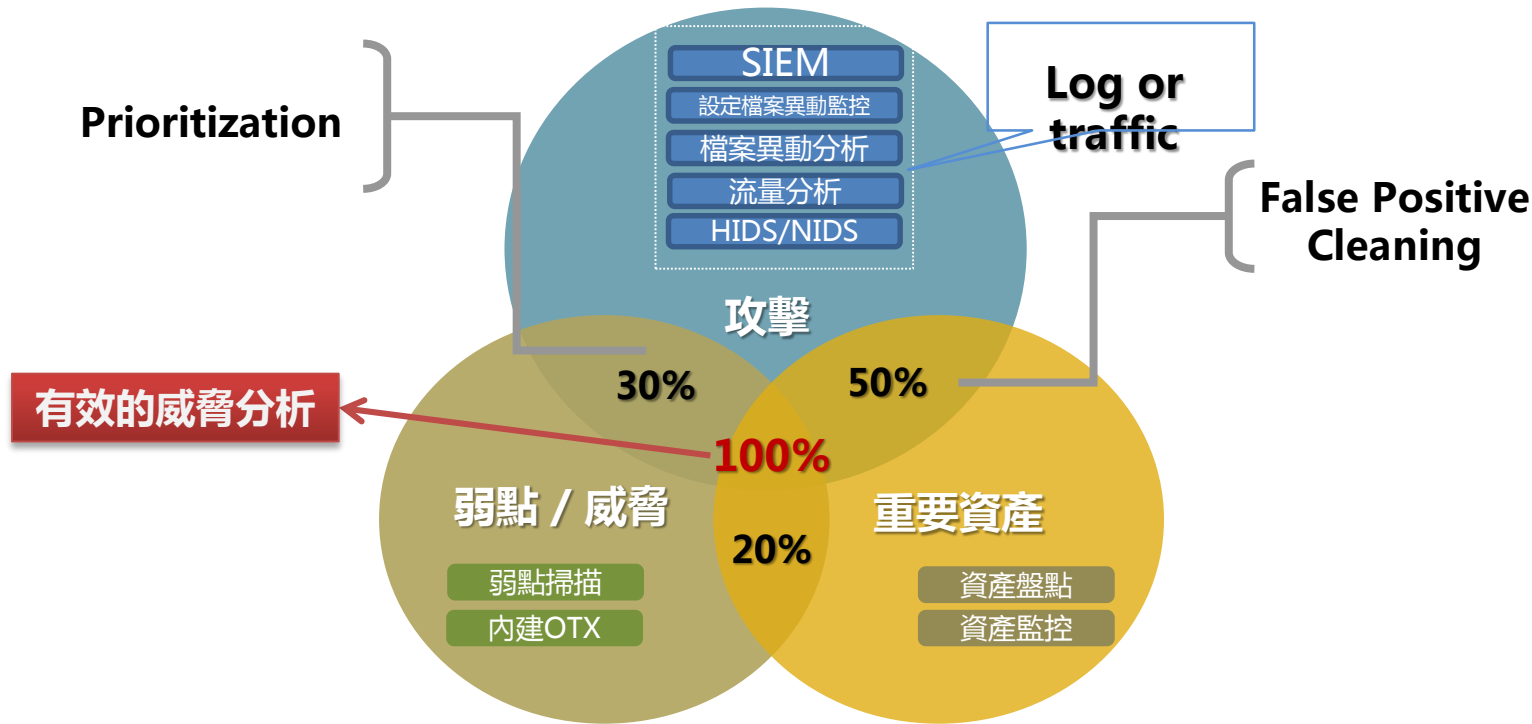 SIEM
設定檔案異動監控
檔案異動分析
流量分析
HIDS/NIDS
Log or
traffic
Prioritization
False Positive
Cleaning
攻擊
30%
50%
有效的威脅分析
100%
弱點 / 威脅
重要資產
20%
弱點掃描
內建OTX
資產盤點
資產監控